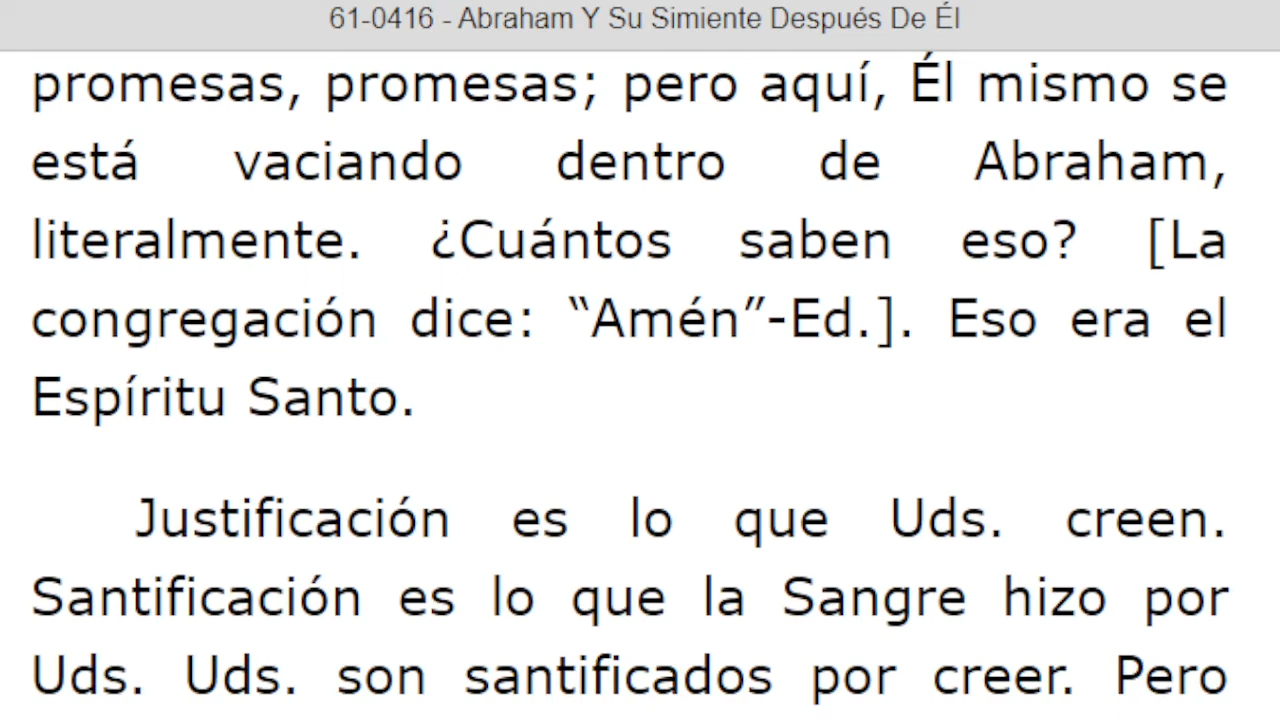 61-0416 - Abraham Y Su Simiente Después De Él
promesas, promesas; pero aquí, Él mismo se
está vaciando dentro de Abraham,
literalmente. ¿Cuántos saben eso? [La
congregación dice: “Amén”-Ed.]. Eso era el
Espíritu Santo.
Justificación es lo que Uds. creen.
Santificación es lo que la Sangre hizo por
Uds. Uds. son santificados por creer. Pero